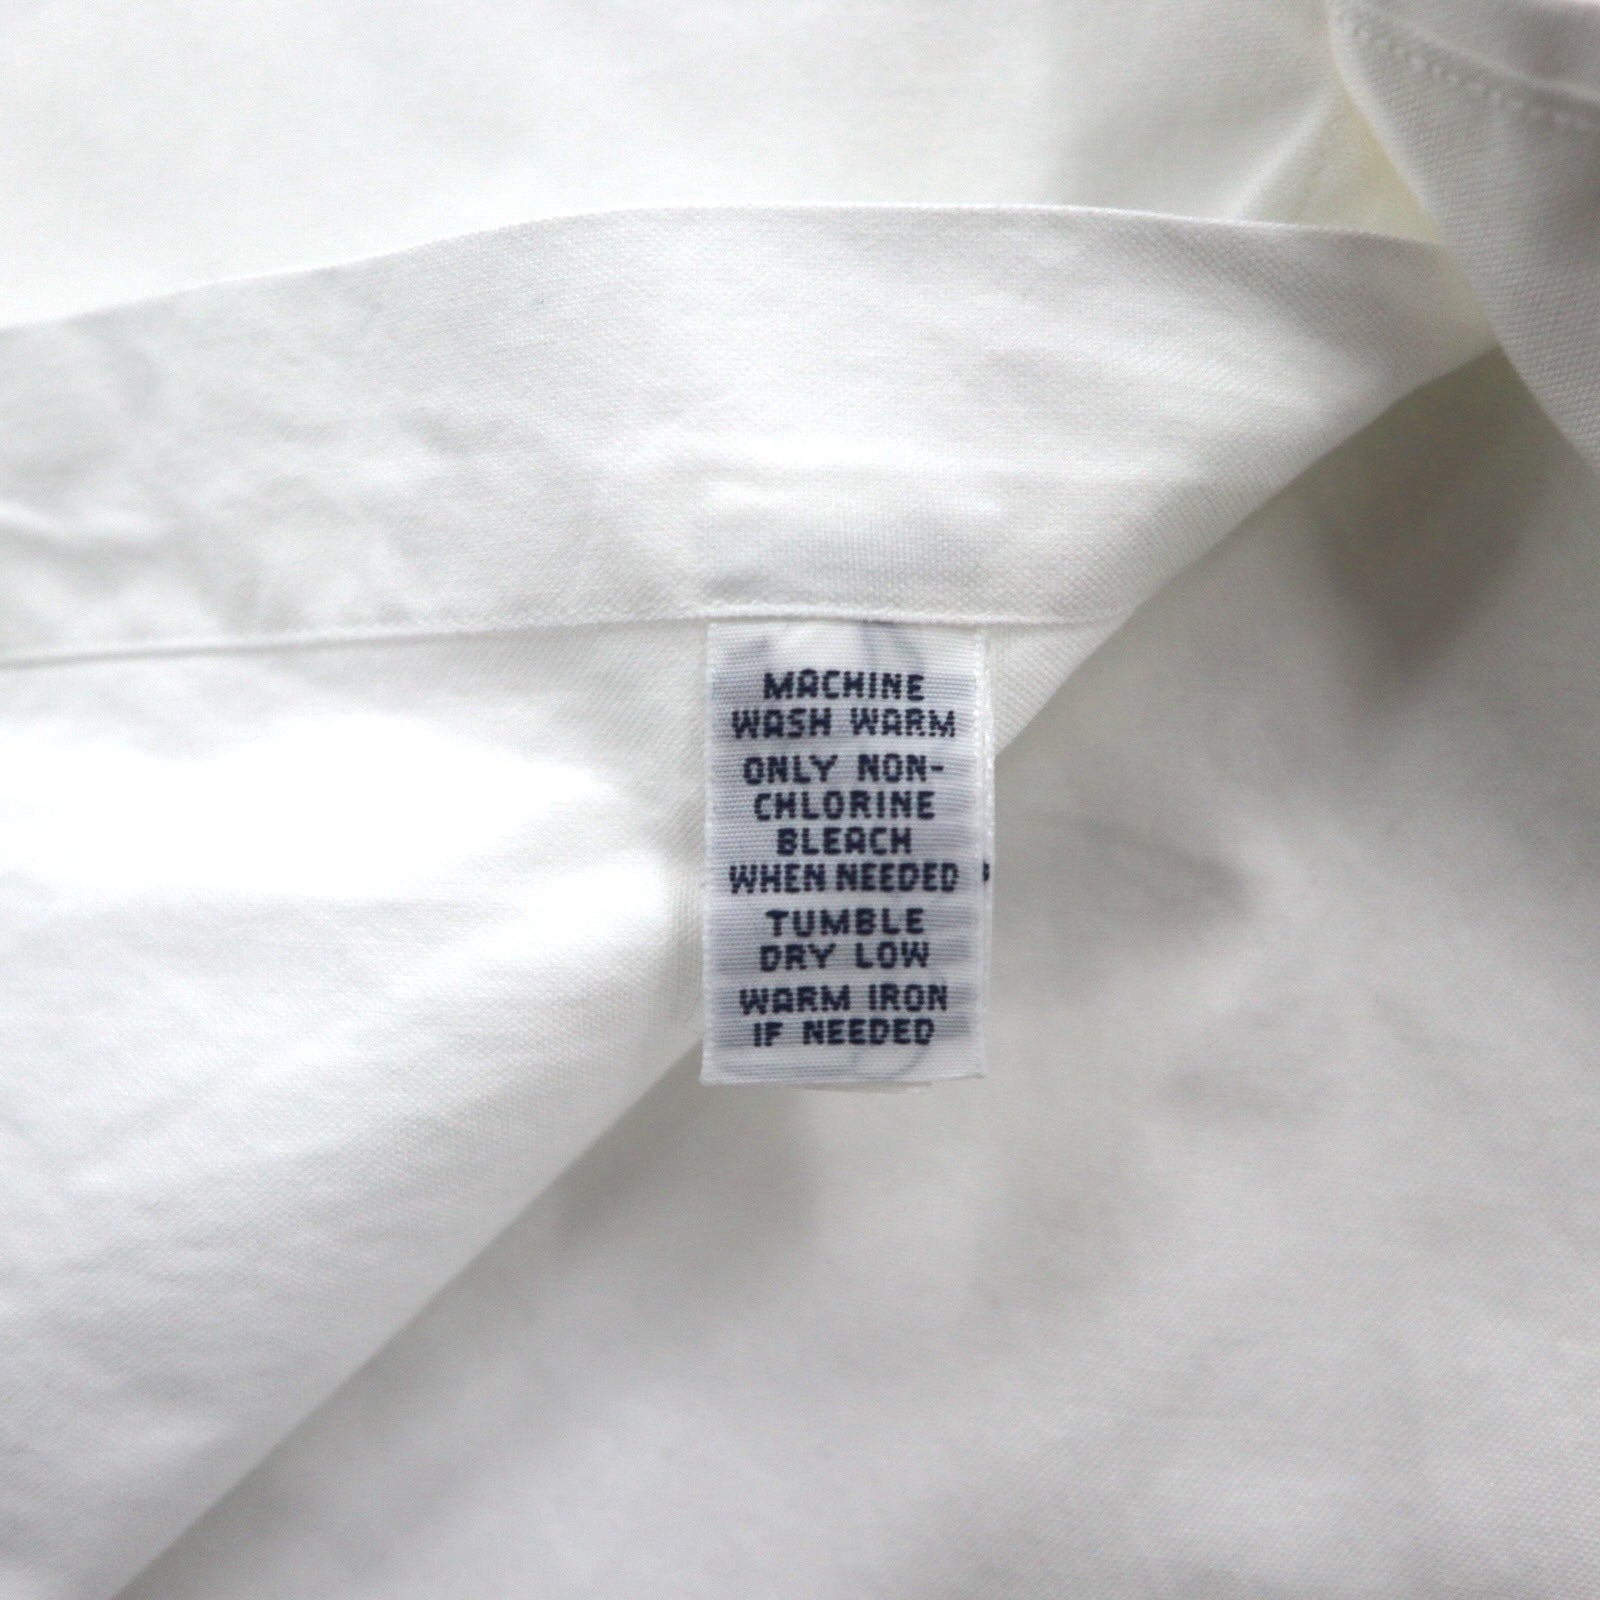 MACHINE
WASH WARM
ONLY NON-
CHLORINE
BLEACH
WHEN NEEDED
TUMBLE
DRY LOW
WARM IRON
IF NEEDED